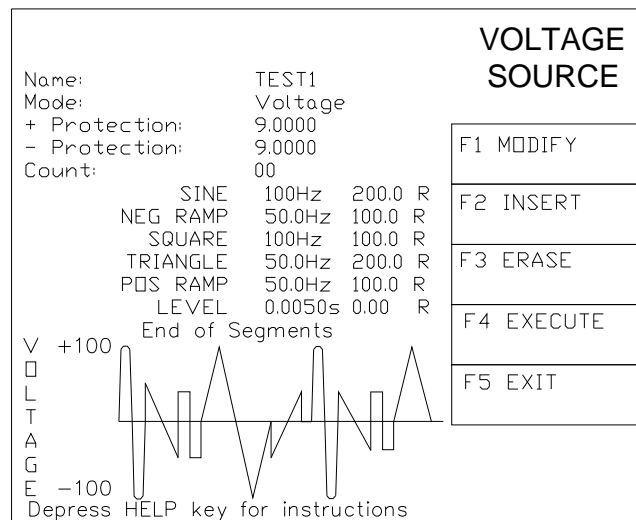 VOLTAGE
SOURCE
Name: TEST1
Mode: Voltage
+ Protection: 9.0000
- Protection: 9.0000
Count: 00
SINE 100Hz 200.0 R
NEG RAMP 50.0Hz 100.0 R
SQUARE 100Hz 100.0 R
TRIANGLE 50.0Hz 200.0 R
POS RAMP 50.0Hz 100.0 R
LEVEL 0.0050s 0.00 R
End of Segments
VOLTAGE
+100
-100
Depress HELP key for instructions
F1 MODIFY
F2 INSERT
F3 ERASE
F4 EXECUTE
F5 EXIT